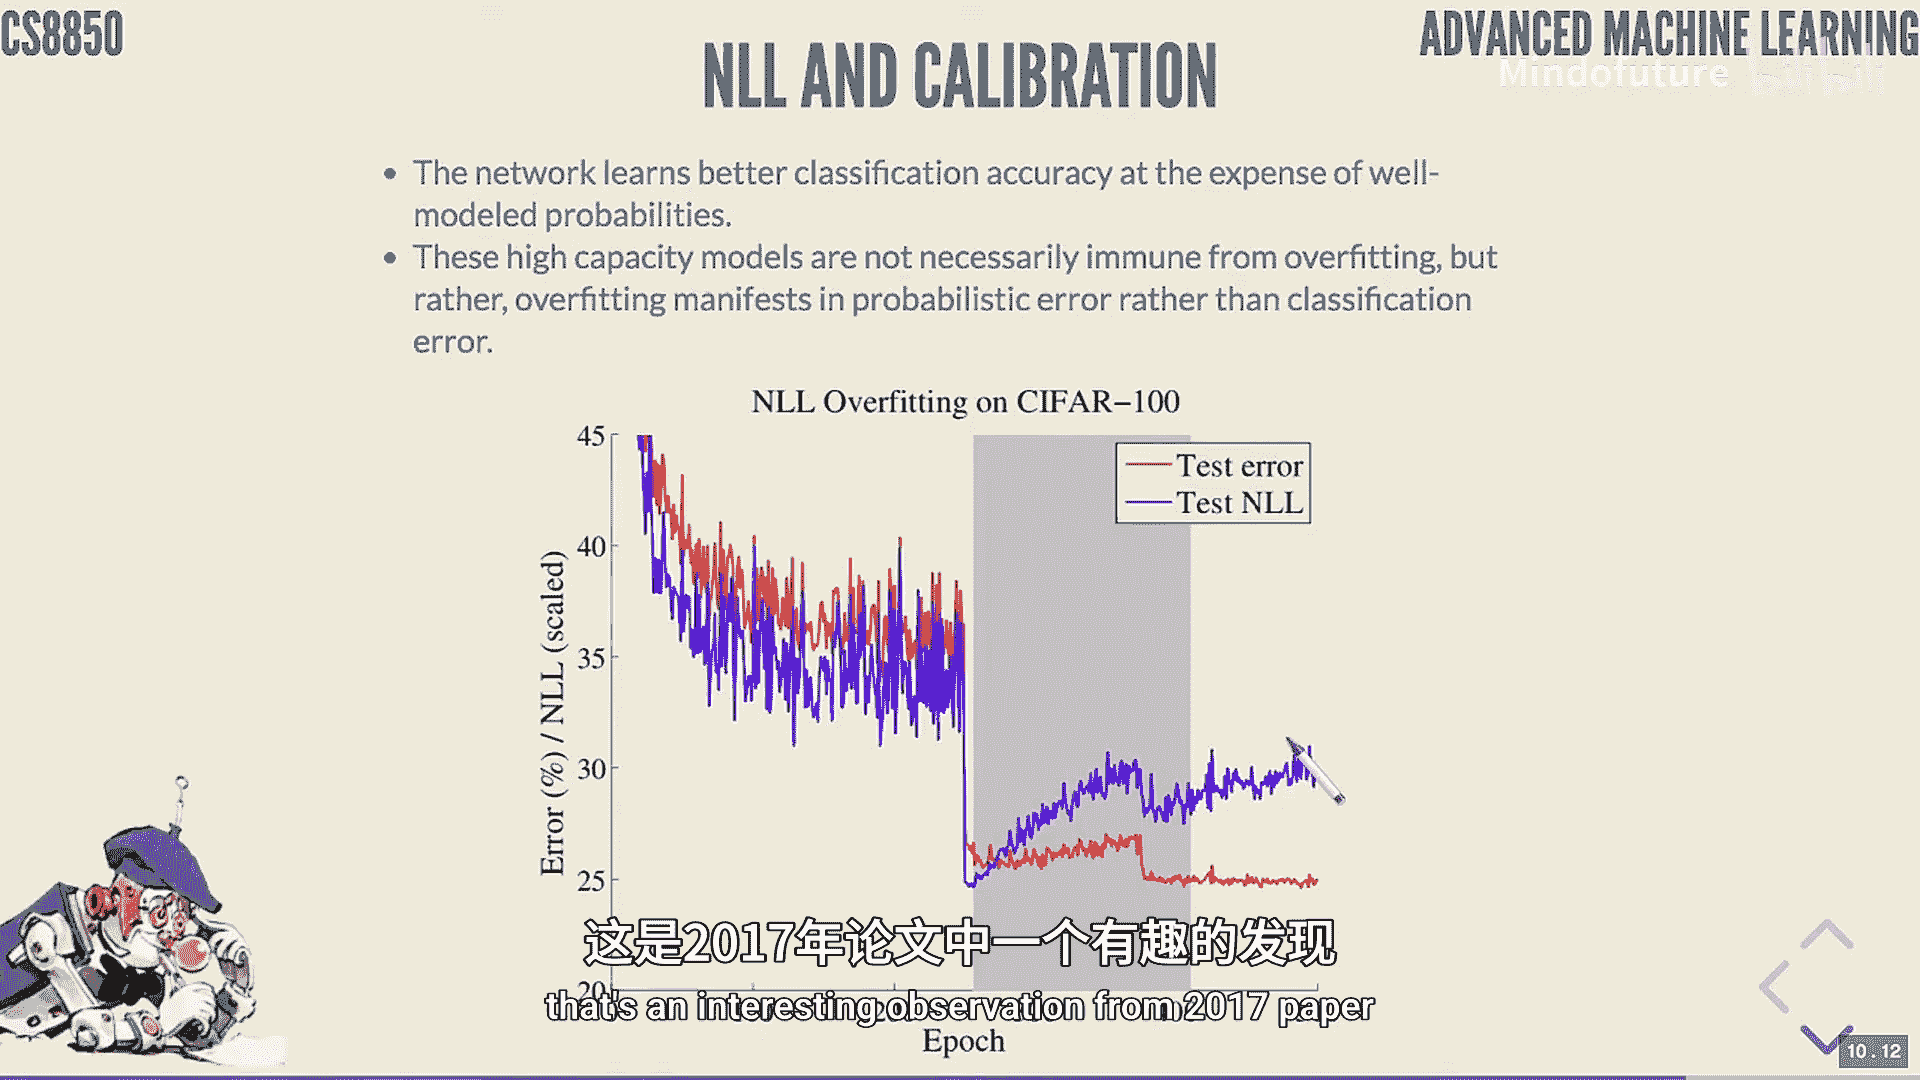 CS8850
ADVANCED MACHINE LEARNING
Mindofuture
NLL AND CALIBRATION
• The network learns better classification accuracy at the expense of well-
modeled probabilities.
• These high capacity models are not necessarily immune from overfitting, but
rather, overfitting manifests in probabilistic error rather than classification
error.
NLL Overfitting on CIFAR–100
Test error
Test NLL
Error (%) / NLL (scaled)
45
40
35
30
25
20
这是2017年论文中一个有趣的发现
that's an interesting observation from 2017 paper
Epoch
10.12